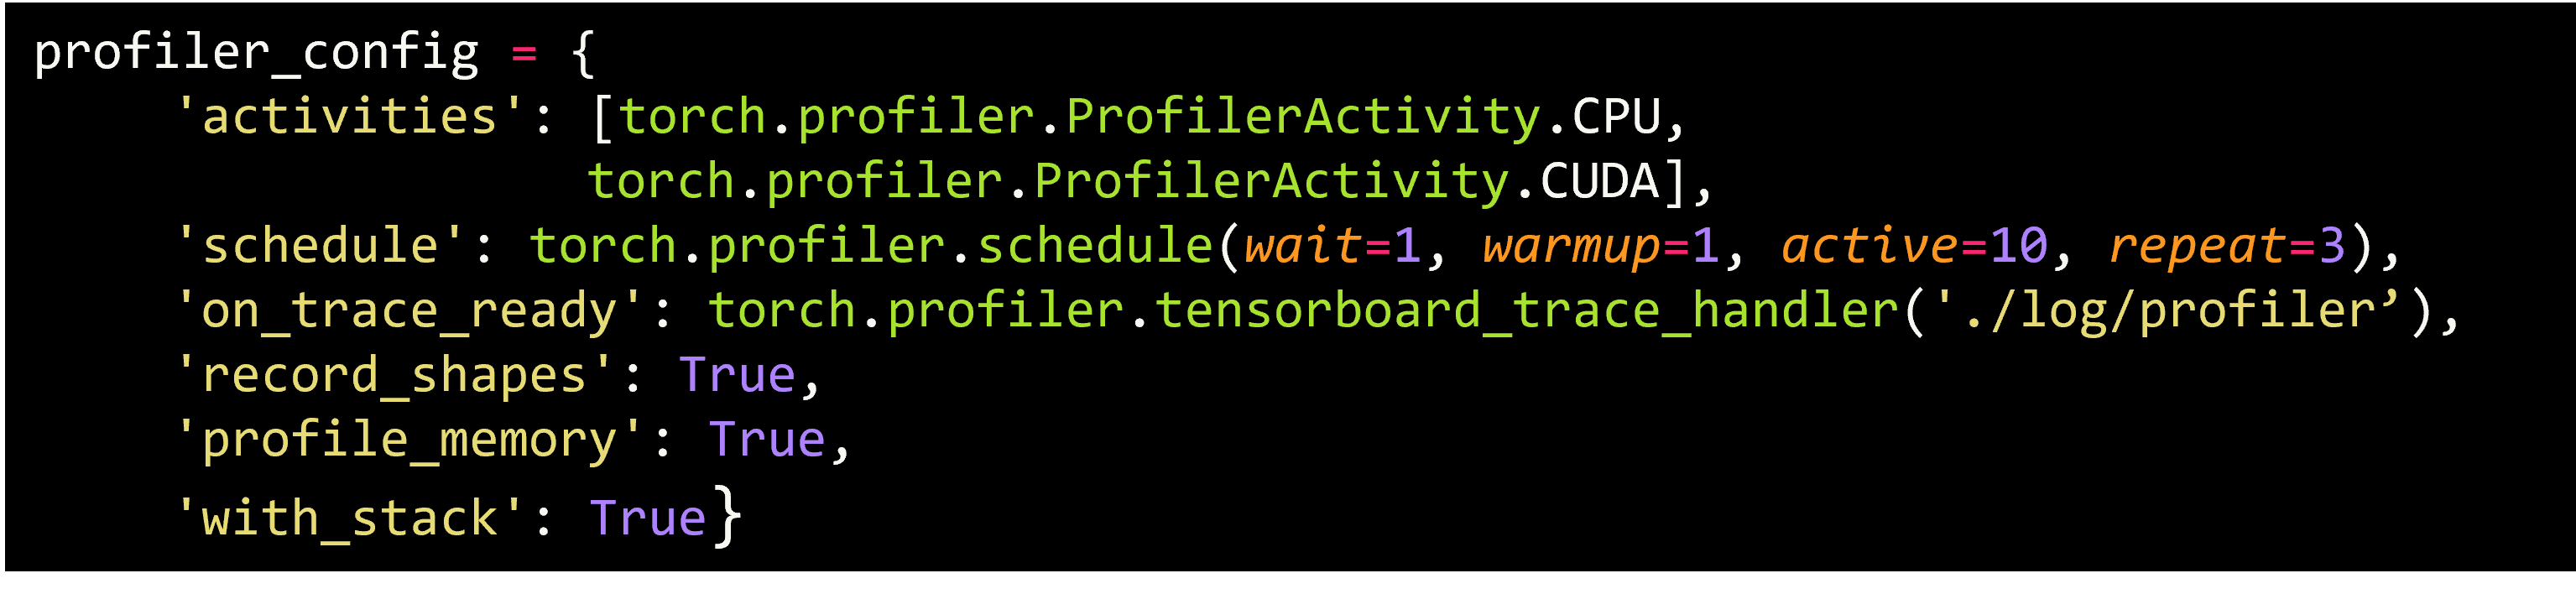 profiler_config = {
'activities': [torch.profiler.ProfilerActivity.CPU,
torch.profiler.ProfilerActivity.CUDA],
'schedule': torch.profiler.schedule(wait=1, warmup=1, active=10, repeat=3),
'on_trace_ready': torch.profiler.tensorboard_trace_handler('./log/profiler’),
'record_shapes': True,
'profile_memory': True,
'with_stack': True}